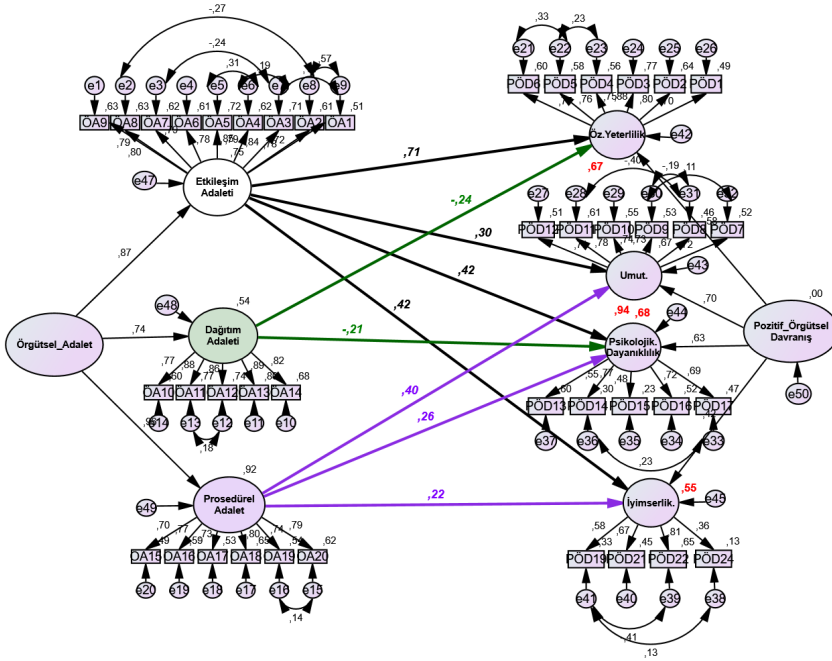 -,27
-,24
,31
,19
,57
e1
e2
e3
e4
e5
e8
e9
,63
,63
,62
,61
,72
,62
,71
,61
,51
ÖA9
ÖA8
ÖA7
ÖA6
ÖA5
ÖA4
ÖA3
ÖA2
ÖA1
,79
,80
,78
,75
,84
,72
e47
Etkileşim
Adaleti
,33
,23
e21
e22
e23
e24
e25
e26
,60
,58
,56
,77
,64
,49
PÖD6
PÖD5
PÖD4
PÖD3
PÖD2
PÖD1
,76
,80
Öz.Yeterlilik
e42
,67
,71
-,24
,30
,42
,42
-,21
-,40
-,19
,11
e27
e28
e29
e31
,51
,61
,55
,53
,46
,52
PÖD12
PÖD11
PÖD10
PÖD9
PÖD8
PÖD7
,78
,74
,73
,67
Umut.
e43
,94
,68
,70
,87
Örgütsel_Adalet
,74
e48
,54
Dağıtım
Adaleti
,77
,88
,86
,89
,82
,60
,77
,74
,68
ÖA10
ÖA11
ÖA12
ÖA13
ÖA14
e13
e12
e11
e10
,18
e44
Psikolojik.
Dayanıklılık
,63
,00
Pozitif_Örgütsel
Davranış
e50
,55
,77
,48
,72
,69
,60
,30
,23
,52
,47
PÖD13
PÖD14
PÖD15
PÖD16
PÖD17
e37
e36
e35
e34
e33
,23
,40
,26
,22
,92
e49
Prosedürel
Adalet
,70
,77
,73
,80
,74
,79
,49
,59
,53
,65
,62
ÖA15
ÖA16
ÖA17
ÖA18
ÖA19
ÖA20
e20
e19
e18
e17
e16
e15
,14
İyimserlik.
,55
e45
,58
,67
,81
,36
,33
,45
,65
,13
PÖD19
PÖD21
PÖD22
PÖD24
e41
e40
e39
e38
,41
,13